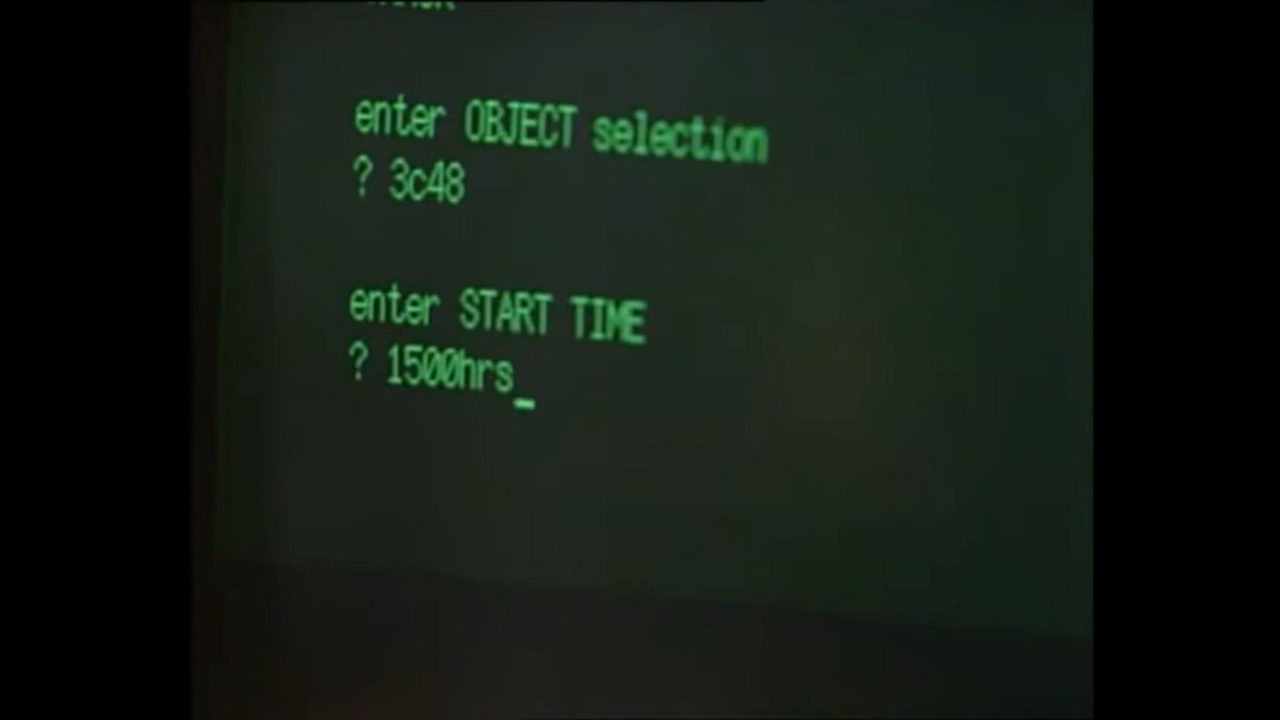 enter OBJECT selection
? 3c48
enter START TIME
? 1500hrs_